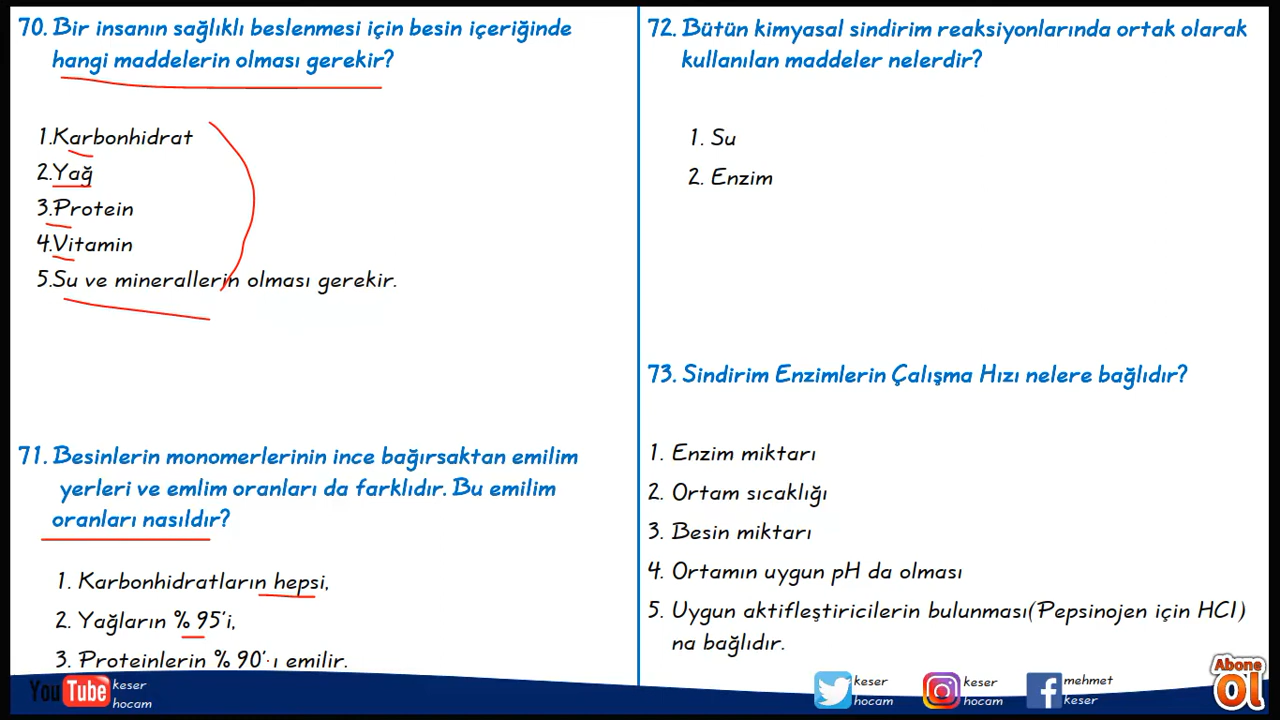 70. Bir insanın sağlıklı beslenmesi için besin içeriğinde
hangi maddelerin olması gerekir?
1.Karbonhidrat
2.Yağ
3.Protein
4.Vitamin
5.Su ve minerallerin olması gerekir.
71. Besinlerin monomerlerinin ince bağırsaktan emilim
yerleri ve emlim oranları da farklıdır. Bu emilim
oranları nasıldır?
1. Karbonhidratların hepsi,
2. Yağların % 95'i,
3. Proteinlerin % 90'ı emilir.
72. Bütün kimyasal sindirim reaksiyonlarında ortak olarak
kullanılan maddeler nelerdir?
1. Su
2. Enzim
73. Sindirim Enzimlerin Çalışma Hızı nelere bağlıdır?
1. Enzim miktarı
2. Ortam sıcaklığı
3. Besin miktarı
4. Ortamın uygun pH da olması
5. Uygun aktifleştiricilerin bulunması(Pepsinojen için HCl)
na bağlıdır.
YouTube keser
hocam
keser
hocam
keser
hocam
mehmet
keser
Abone
OL